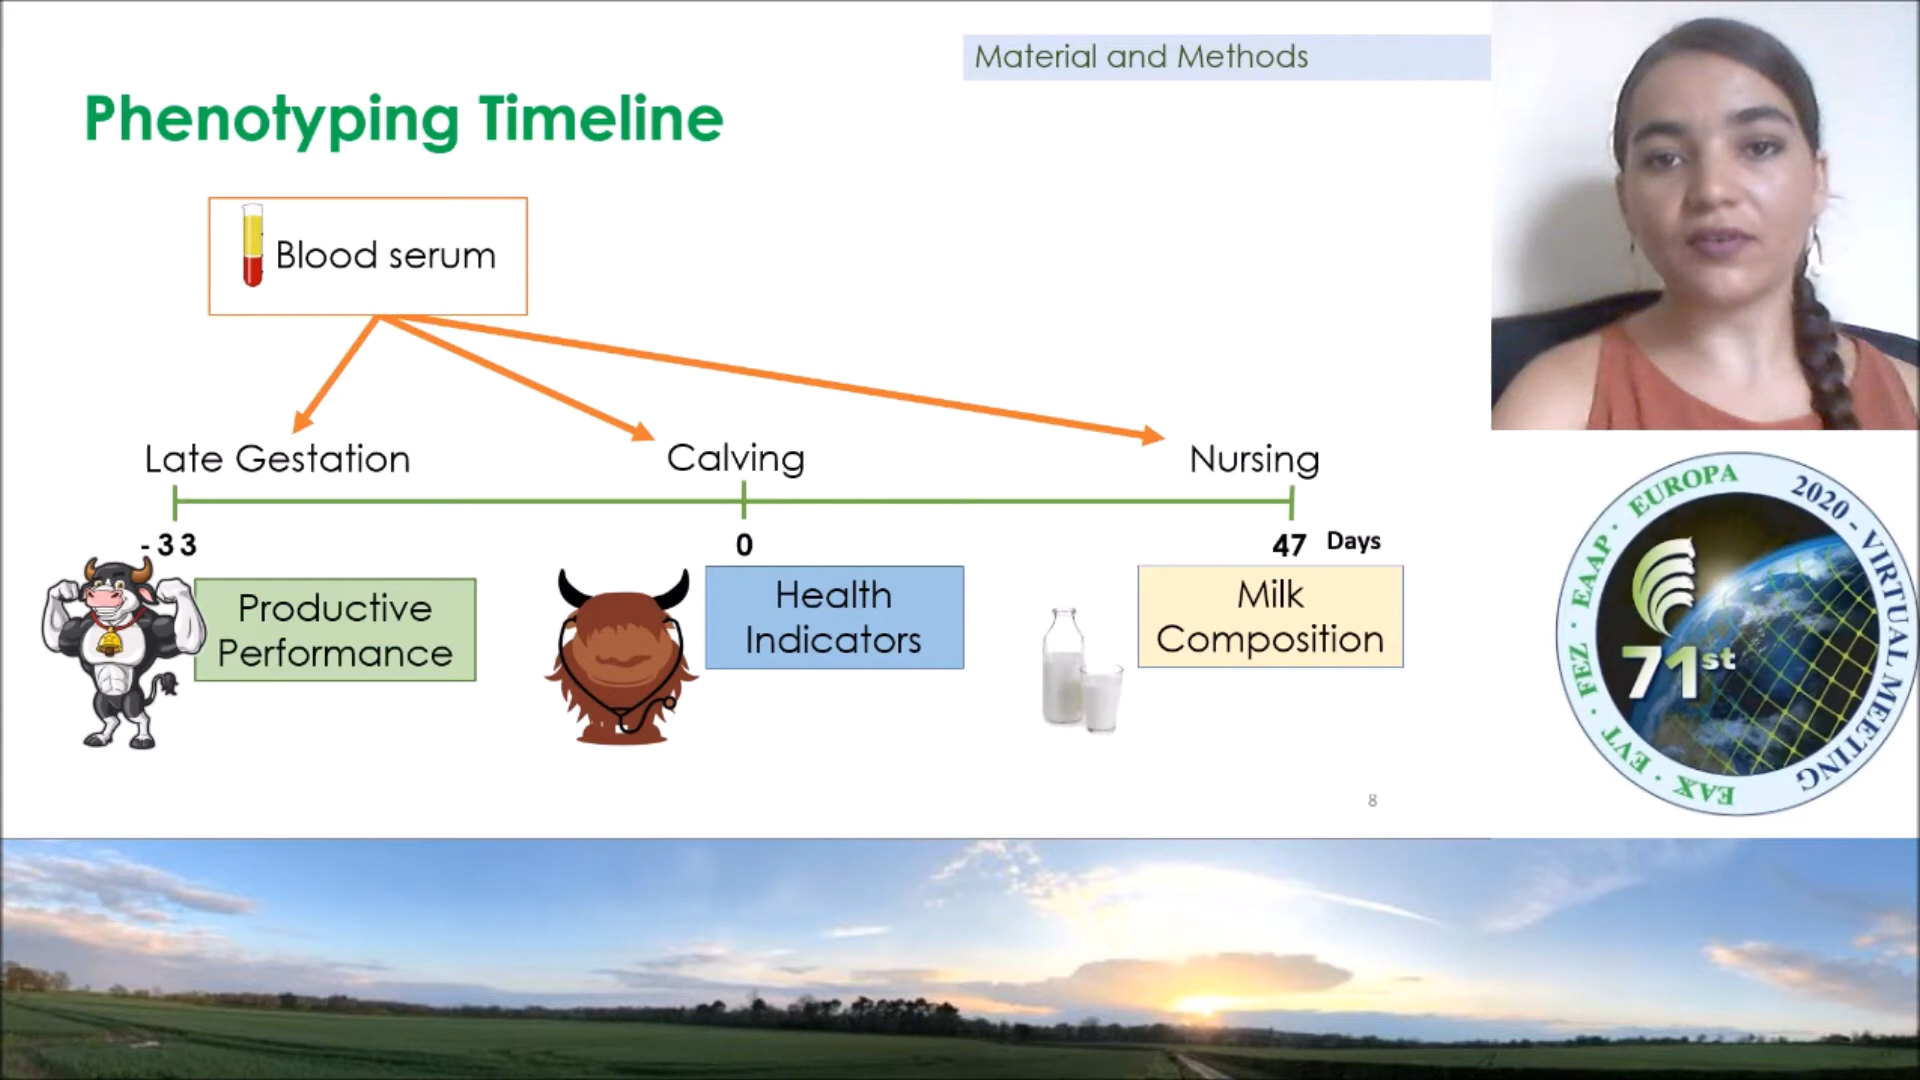 Material and Methods
Phenotyping Timeline
Blood serum
Late Gestation
Calving
Nursing
- 33
0
47 Days
Productive
Performance
Health
Indicators
Milk
Composition
8
EAX · EVT · FEZ · EAAP · EUROPA
2020 - VIRTUAL MEETING
71st